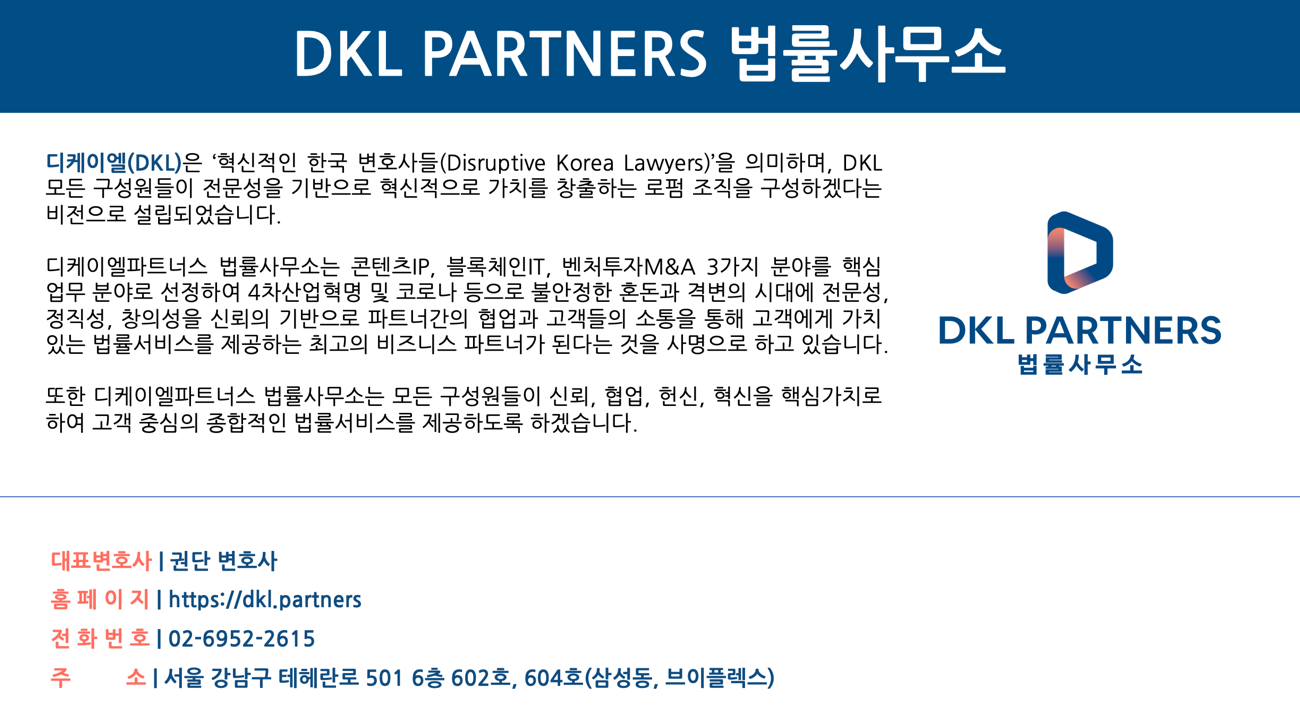 DKL PARTNERS 법률사무소
디케이엘(DKL)은 ‘혁신적인 한국 변호사들(Disruptive Korea Lawyers)’을 의미하며, DKL
모든 구성원들이 전문성을 기반으로 혁신적으로 가치를 창출하는 로펌 조직을 구성하겠다는
비전으로 설립되었습니다.
디케이엘파트너스 법률사무소는 콘텐츠IP, 블록체인IT, 벤처투자M&A 3가지 분야를 핵심
업무 분야로 선정하여 4차산업혁명 및 코로나 등으로 불안정한 혼돈과 격변의 시대에 전문성,
정직성, 창의성을 신뢰의 기반으로 파트너간의 협업과 고객들의 소통을 통해 고객에게 가치
있는 법률서비스를 제공하는 최고의 비즈니스 파트너가 된다는 것을 사명으로 하고 있습니다.
또한 디케이엘파트너스 법률사무소는 모든 구성원들이 신뢰, 협업, 헌신, 혁신을 핵심가치로
하여 고객 중심의 종합적인 법률서비스를 제공하도록 하겠습니다.
DKL PARTNERS
법률사무소
대표변호사 | 권단 변호사
홈 페 이 지 | https://dkl.partners
전 화 번 호 | 02-6952-2615
주 소 | 서울 강남구 테헤란로 501 6층 602호, 604호(삼성동, 브이플렉스)